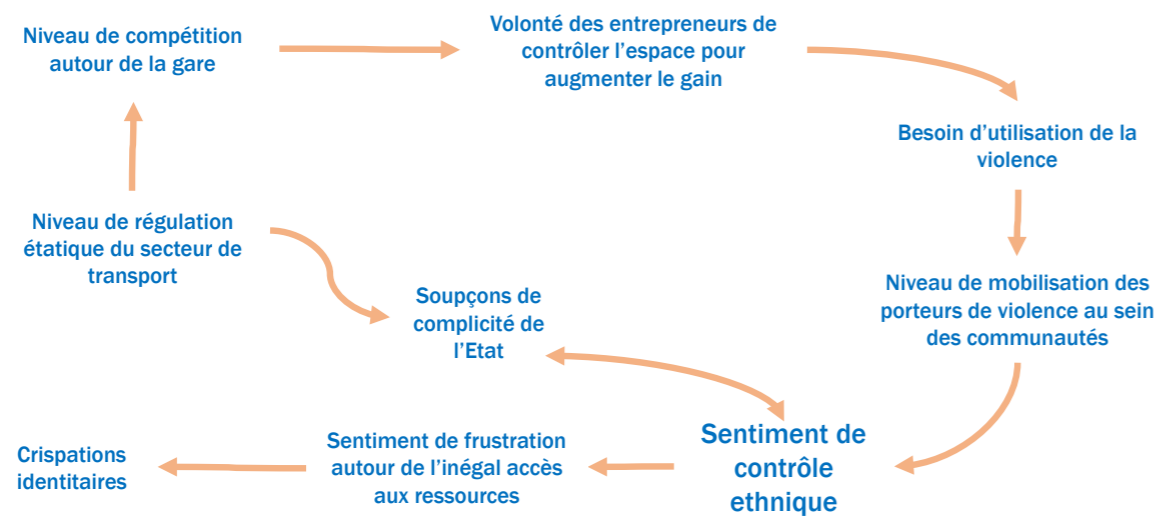 Niveau de compétition
autour de la gare
Volonté des entrepreneurs de
contrôler l’espace pour
augmenter le gain
Besoin d’utilisation de la
violence
Niveau de régulation
étatique du secteur de
transport
Niveau de mobilisation des
porteurs de violence au sein
des communautés
Soupçons de
complicité de
l’Etat
Sentiment de
contrôle
ethnique
Sentiment de frustration
autour de l’inégal accès
aux ressources
Crispations
identitaires